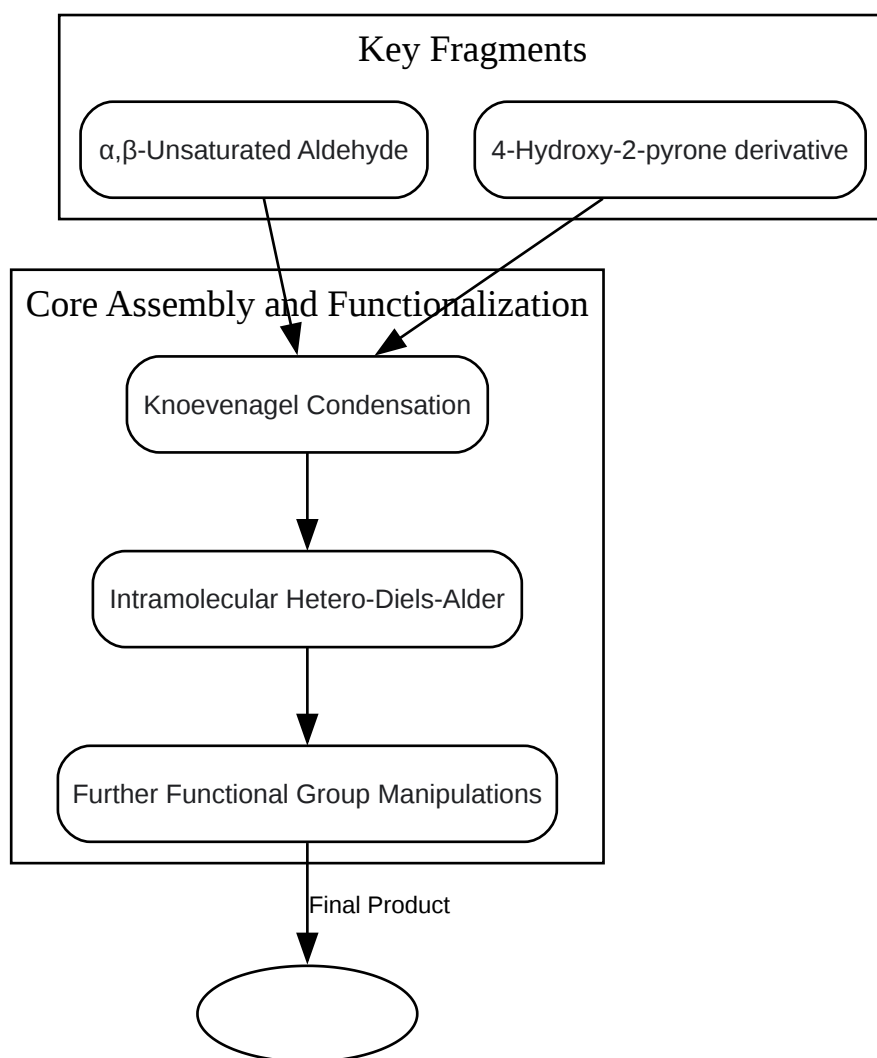 Key Fragments
α,β-Unsaturated Aldehyde
4-Hydroxy-2-pyrone derivative
Core Assembly and Functionalization
Knoevenagel Condensation
Intramolecular Hetero-Diels-Alder
Further Functional Group Manipulations
Final Product